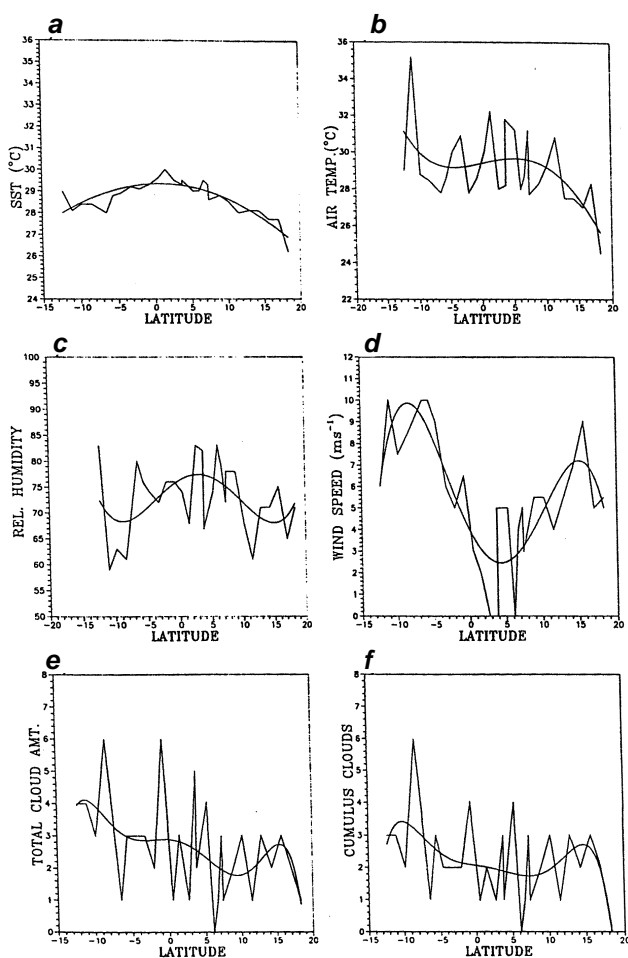 a
36
35
34
33
32
31
30
29
28
27
26
25
24
SST (°C)
-15 -10 -5 0 5 10 15 20
LATITUDE
b
36
34
32
30
28
26
24
22
AIR TEMP.(°C)
-15 -10 -5 0 5 10 15 20
LATITUDE
c
100
95
90
85
80
75
70
65
60
55
50
REL. HUMIDITY
-20 -15 -10 -5 0 5 10 15 20
LATITUDE
d
12
11
10
9
8
7
6
5
4
3
2
1
0
WIND SPEED (ms⁻¹)
-15 -10 -5 0 5 10 15 20
LATITUDE
e
8
7
6
5
4
3
2
1
0
TOTAL CLOUD AMT.
-15 -10 -5 0 5 10 15 20
LATITUDE
f
8
7
6
5
4
3
2
1
0
CUMULUS CLOUDS
-15 -10 -5 0 5 10 15 20
LATITUDE